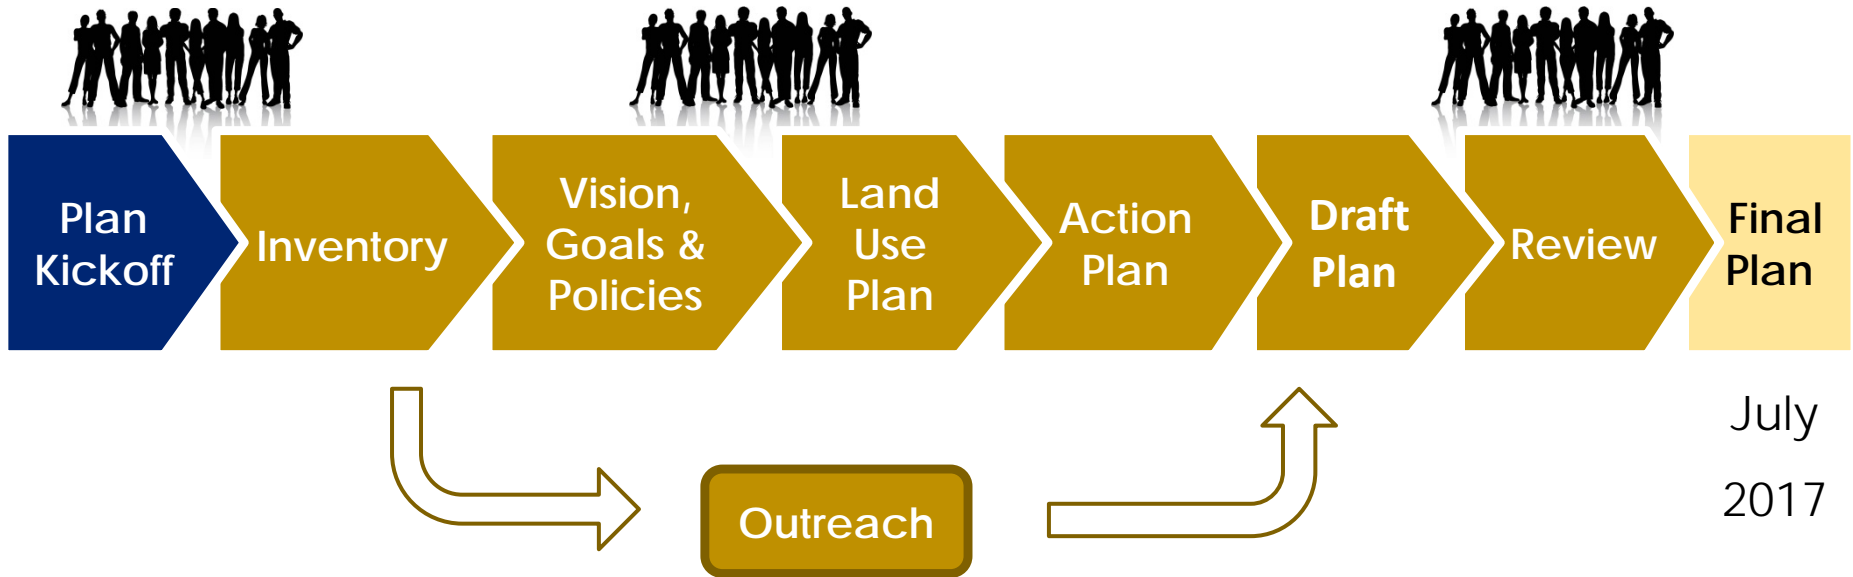 Plan
Kickoff
Inventory
Vision,
Goals &
Policies
Land
Use
Plan
Action
Plan
Draft
Plan
Review
Final
Plan
July
2017
Outreach